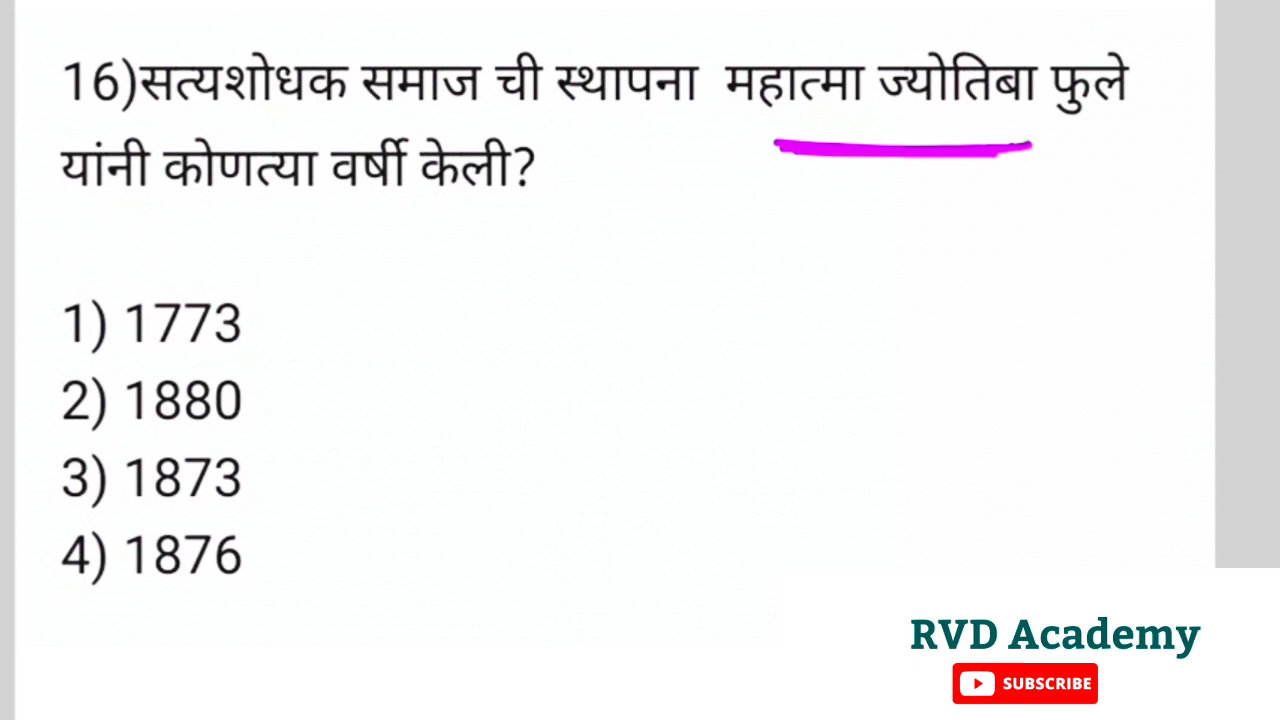 16)सत्यशोधक समाज ची स्थापना महात्मा ज्योतिबा फुले
यांनी कोणत्या वर्षी केली?
1) 1773
2) 1880
3) 1873
4) 1876
RVD Academy
SUBSCRIBE